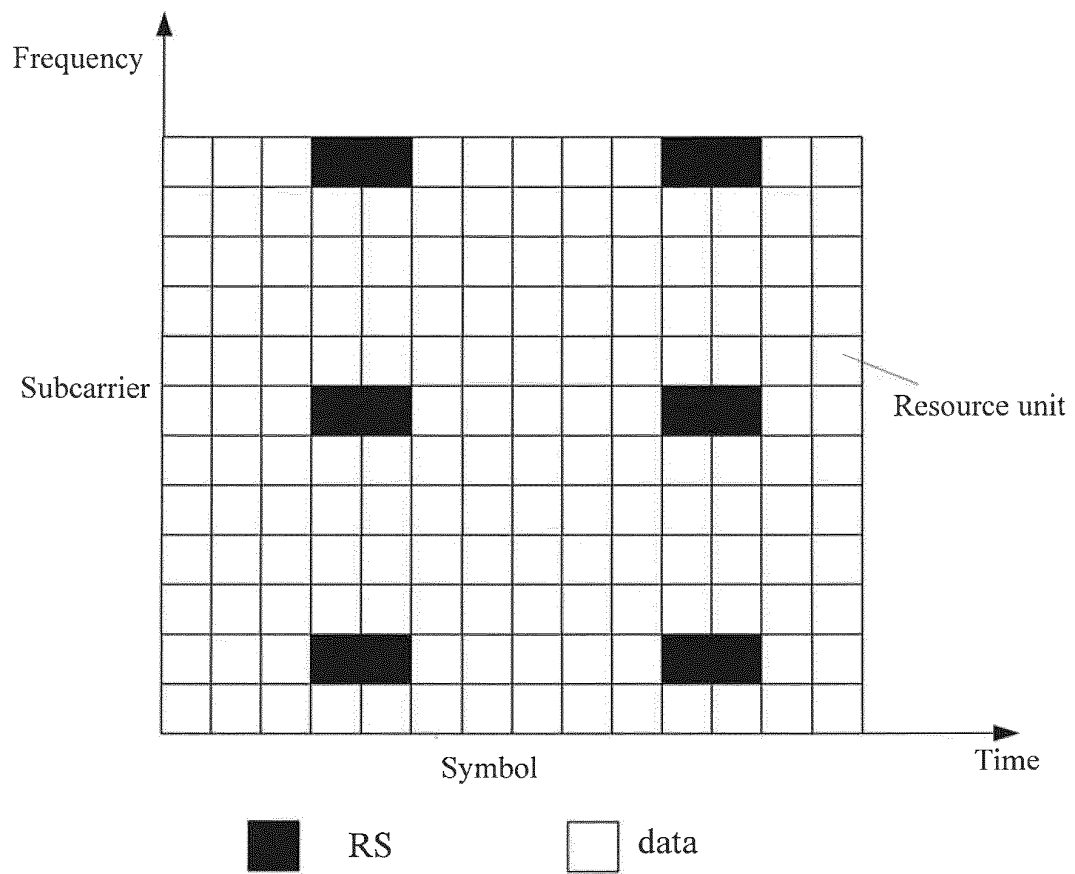 Frequency
Subcarrier
Resource unit
Symbol
Time
RS
data